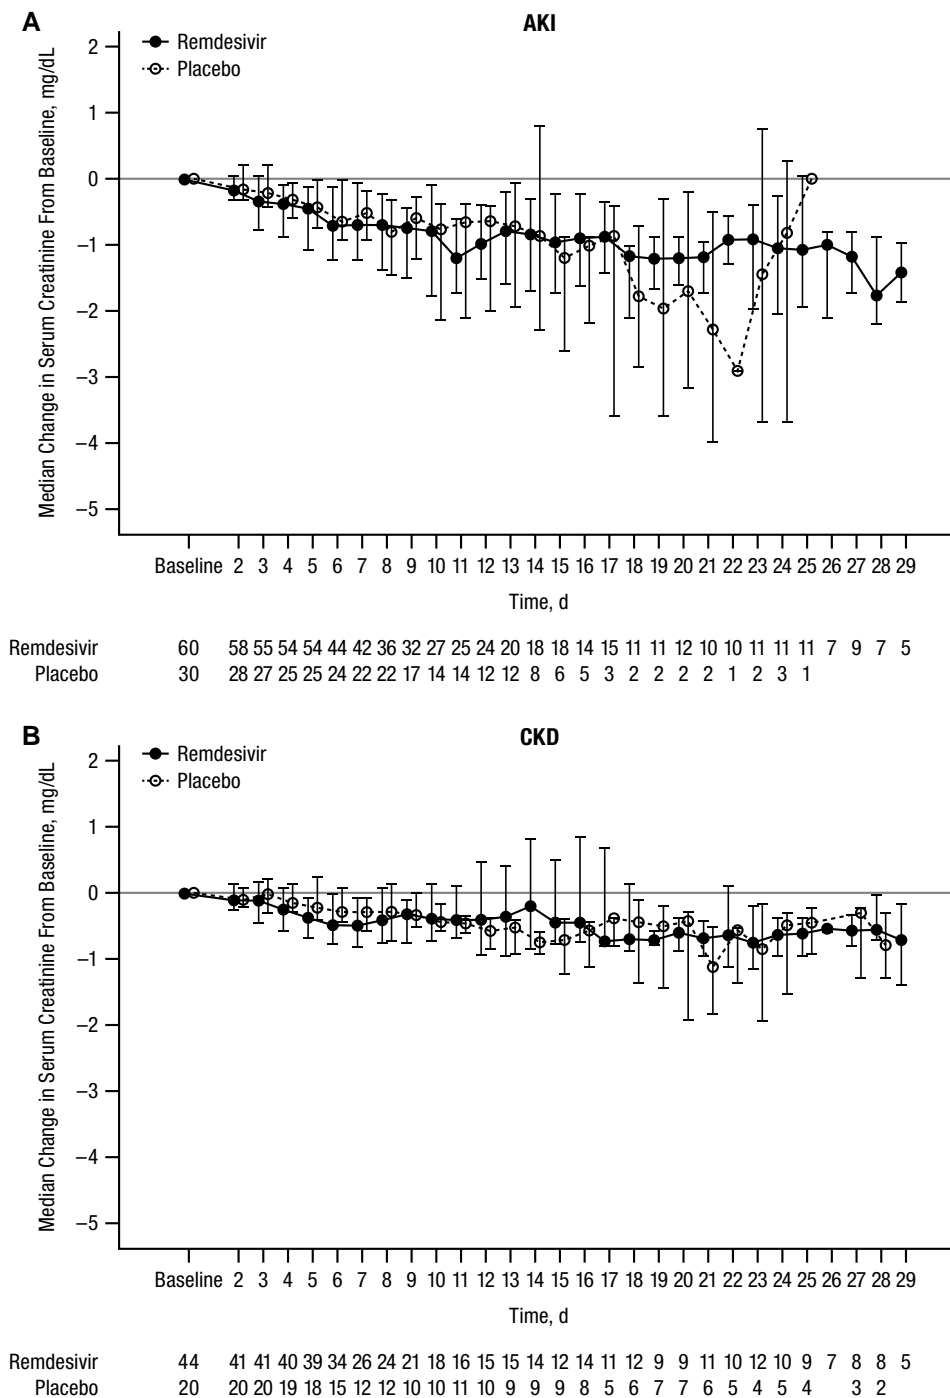 A
AKI
Remdesivir
Placebo
Median Change in Serum Creatinine From Baseline, mg/dL
2
1
0
−1
−2
−3
−4
−5
Baseline 2 3 4 5 6 7 8 9 10 11 12 13 14 15 16 17 18 19 20 21 22 23 24 25 26 27 28 29
Time, d
Remdesivir 60 58 55 54 54 44 42 36 32 27 25 24 20 18 18 14 15 11 11 12 10 10 11 11 11 7 9 7 5
Placebo 30 28 27 25 25 24 22 22 17 14 14 12 12 8 6 5 3 2 2 2 2 1 2 3 1
B
CKD
Remdesivir
Placebo
Median Change in Serum Creatinine From Baseline, mg/dL
2
1
0
−1
−2
−3
−4
−5
Baseline 2 3 4 5 6 7 8 9 10 11 12 13 14 15 16 17 18 19 20 21 22 23 24 25 26 27 28 29
Time, d
Remdesivir 44 41 41 40 39 34 26 24 21 18 16 15 15 14 12 14 11 12 9 9 11 10 12 10 9 7 8 8 5
Placebo 20 20 20 19 18 15 12 12 10 10 11 10 9 9 9 8 5 6 7 7 6 5 4 5 4 3 2